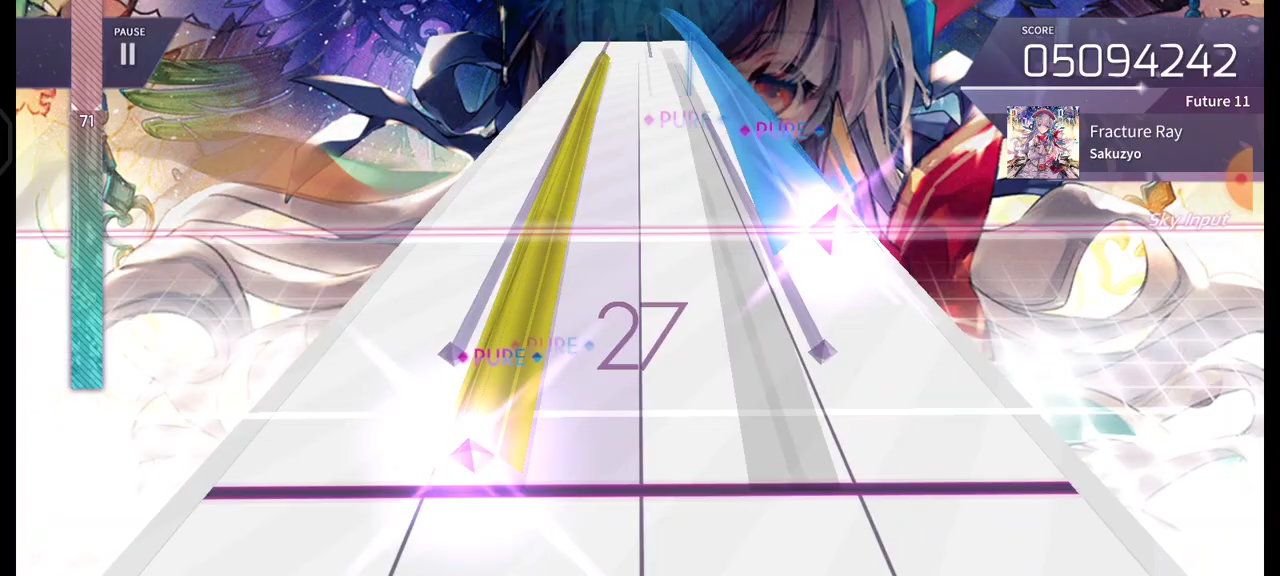 PAUSE
71
SCORE
05094242
Future 11
Fracture Ray
Sakuzyo
PURE
PURE
Sky Input
27
PURE
PURE